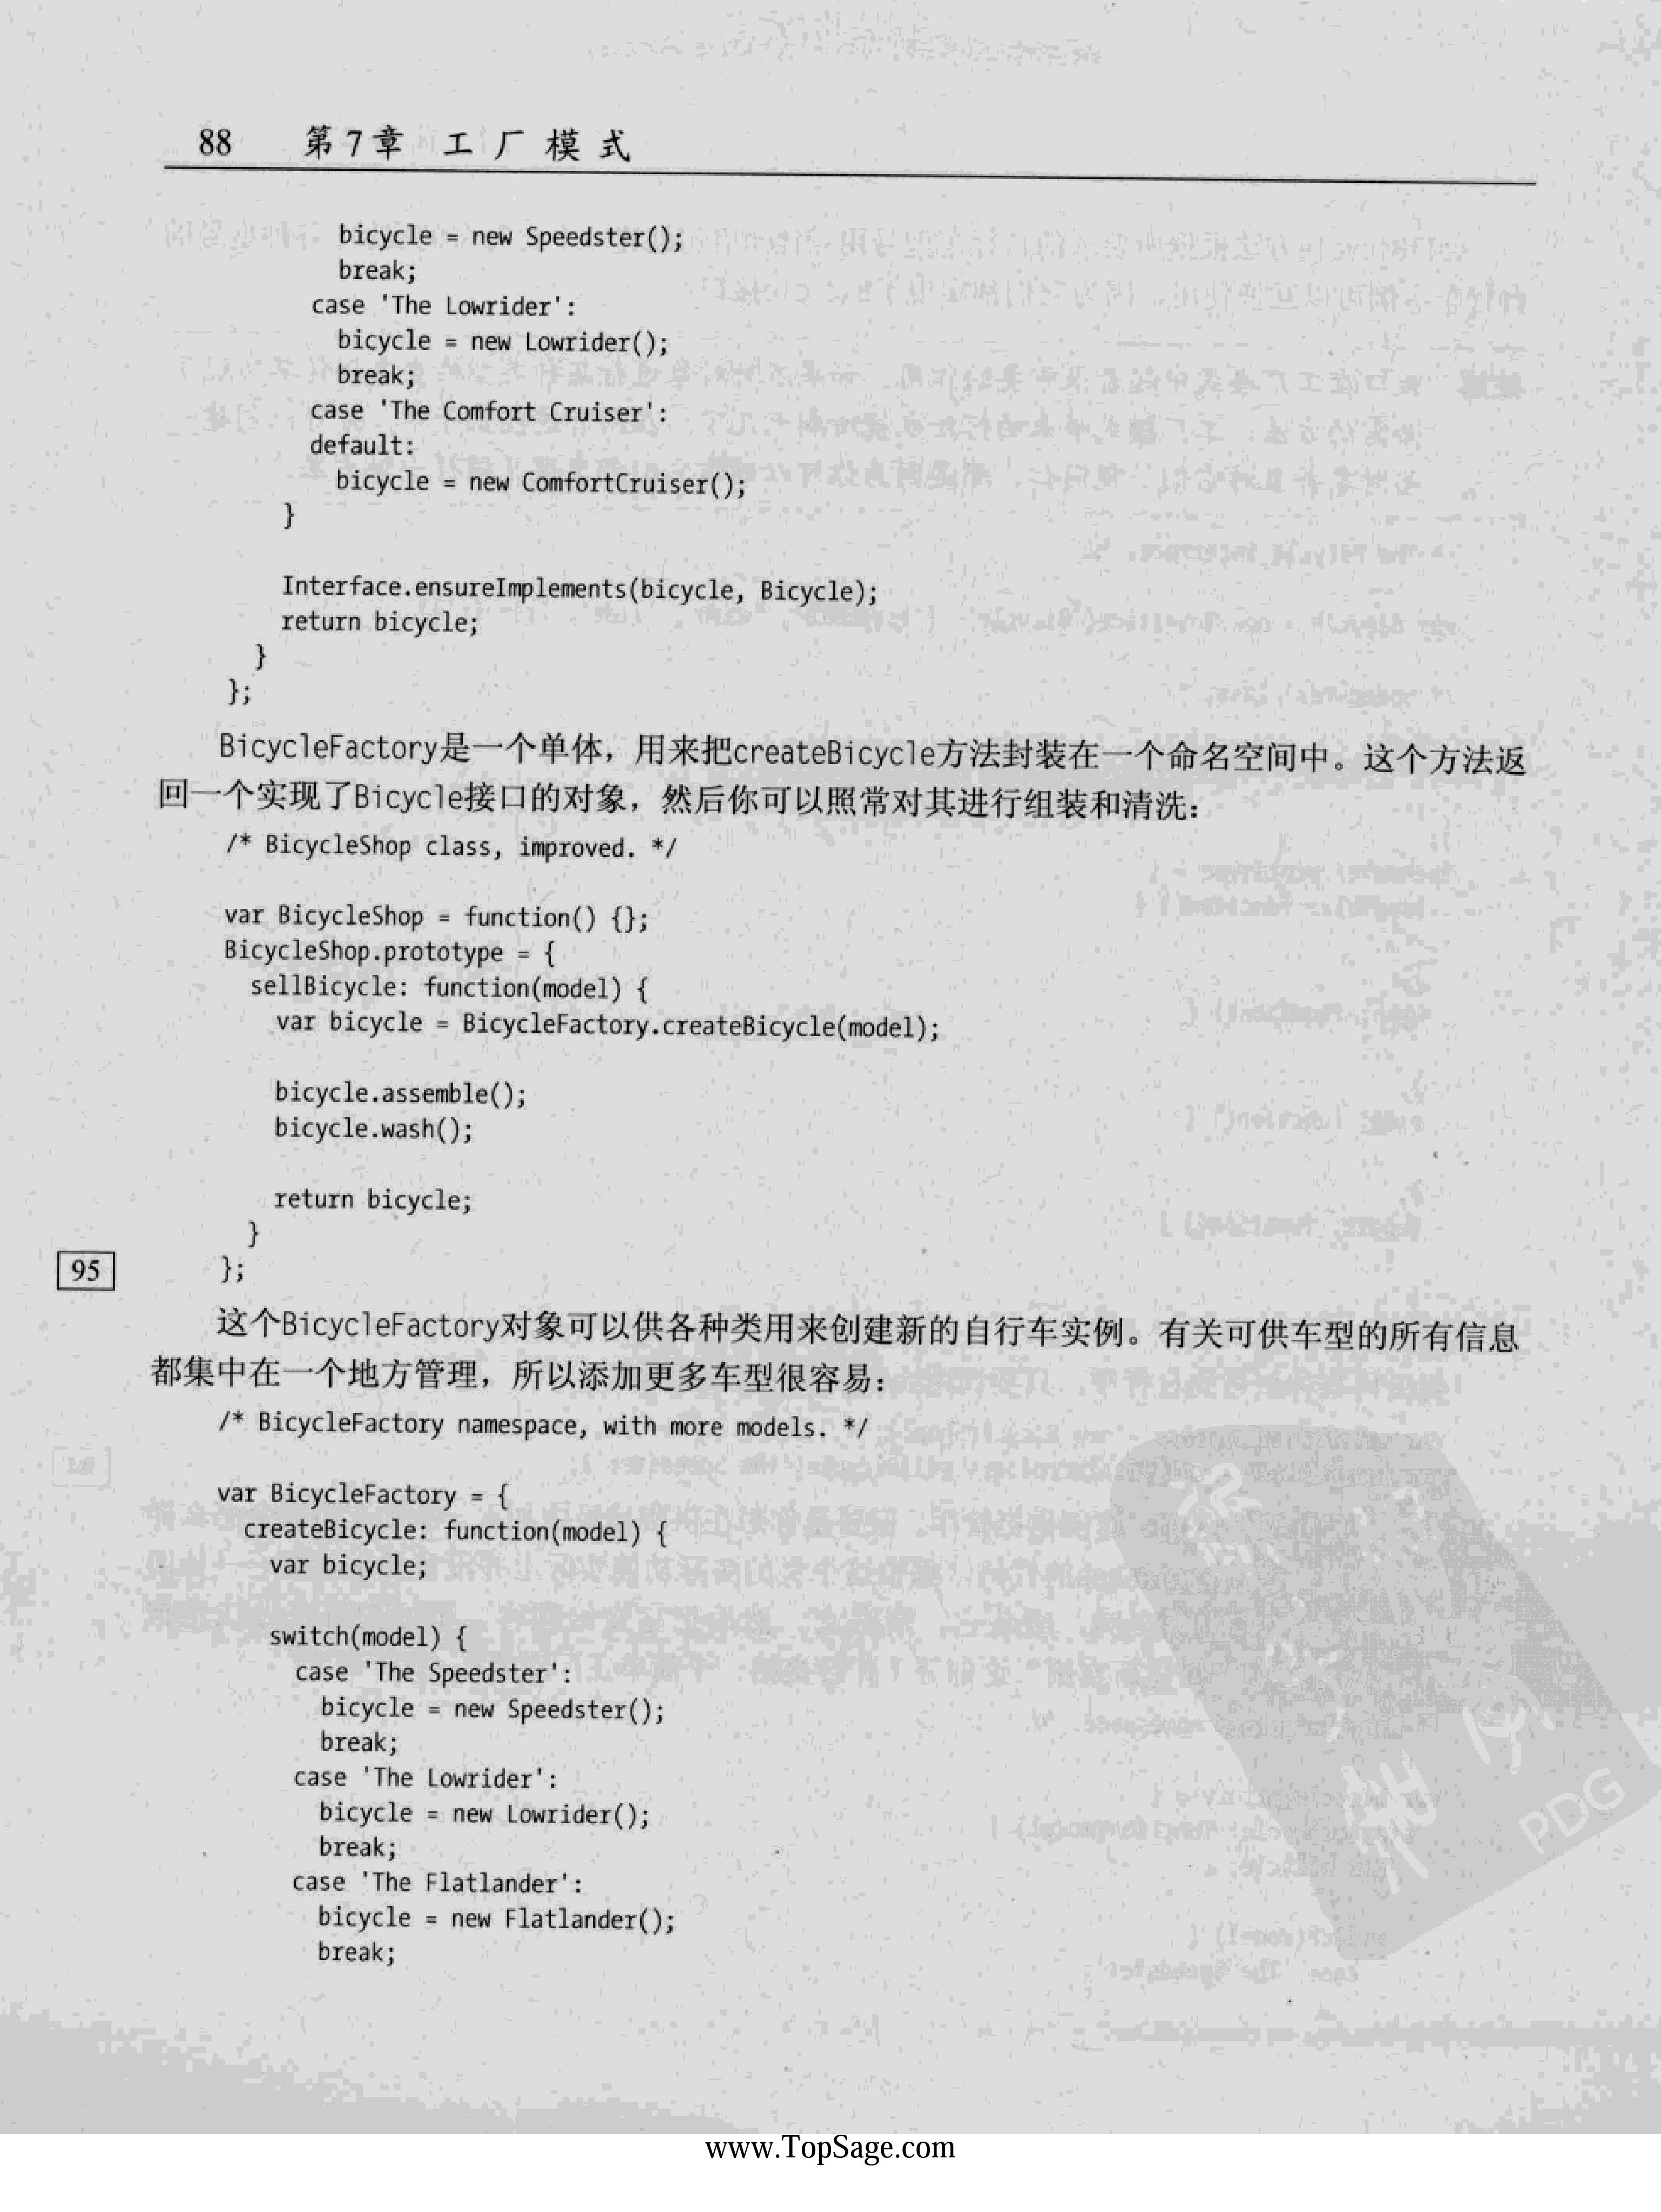 88 第7章 工厂模式
bicycle = new Speedster();
break;
case 'The Lowrider':
bicycle = new Lowrider();
break;
case 'The Comfort Cruiser':
default:
bicycle = new ComfortCruiser();
}
Interface.ensureImplements(bicycle, Bicycle);
return bicycle;
}
};
BicycleFactory是一个单体，用来把createBicycle方法封装在一个命名空间中。这个方法返
回一个实现了Bicycle接口的对象，然后你可以照常对其进行组装和清洗：
/* BicycleShop class, improved. */
var BicycleShop = function() {};
BicycleShop.prototype = {
sellBicycle: function(model) {
var bicycle = BicycleFactory.createBicycle(model);
bicycle.assemble();
bicycle.wash();
return bicycle;
}
95 };
这个BicycleFactory对象可以供各种类用来创建新的自行车实例。有关可供车型的所有信息
都集中在一个地方管理，所以添加更多车型很容易：
/* BicycleFactory namespace, with more models. */
var BicycleFactory = {
createBicycle: function(model) {
var bicycle;
switch(model) {
case 'The Speedster':
bicycle = new Speedster();
break;
case 'The Lowrider':
bicycle = new Lowrider();
break;
case 'The Flatlander':
bicycle = new Flatlander();
break;
PDG
www.TopSage.com